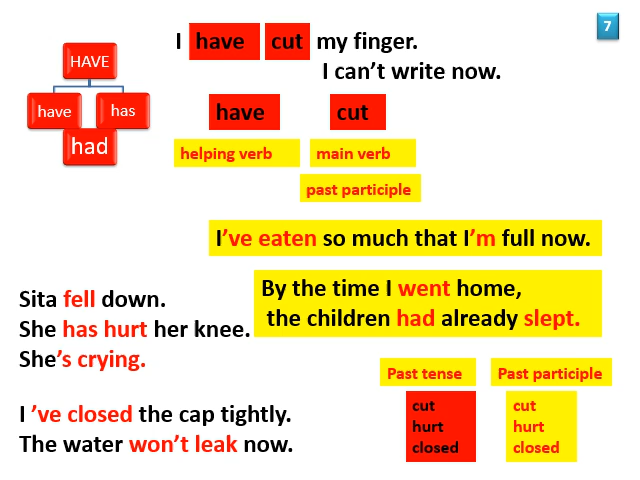 7
I have cut my finger.
I can't write now.
HAVE
have has
had
have cut
helping verb main verb
past participle
I've eaten so much that I'm full now.
By the time I went home,
the children had already slept.
Sita fell down.
She has hurt her knee.
She's crying.
I 've closed the cap tightly.
The water won't leak now.
Past tense Past participle
cut cut
hurt hurt
closed closed